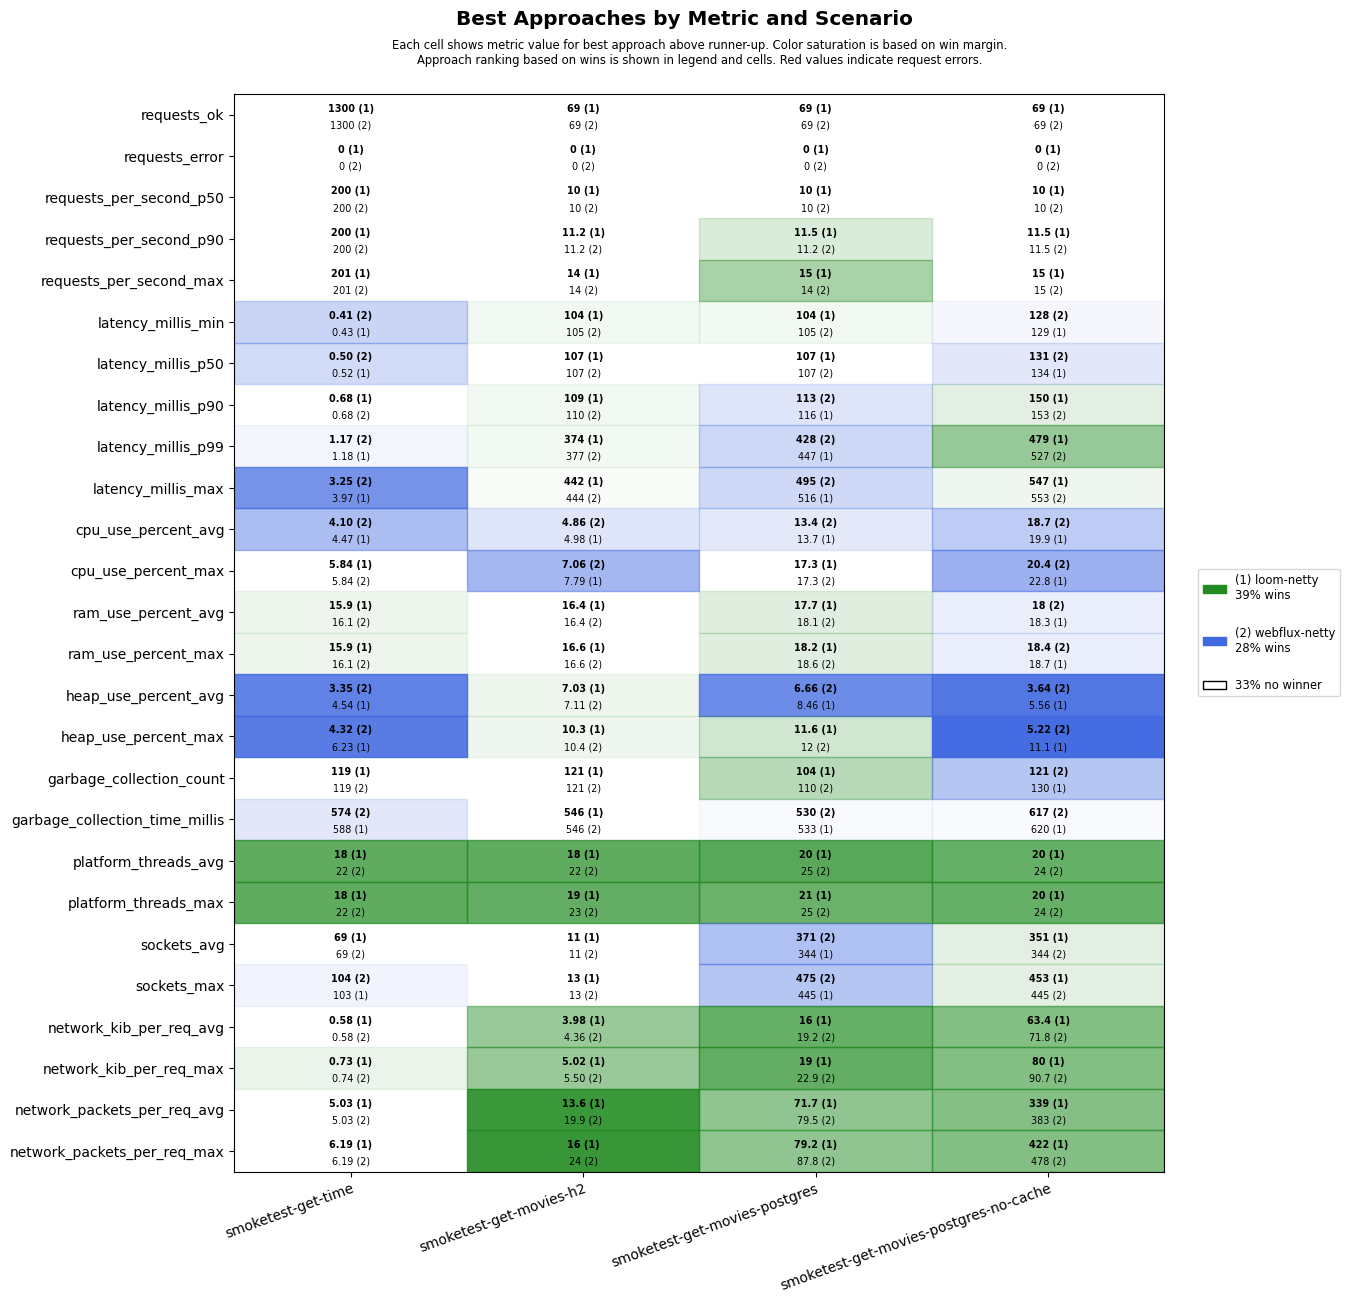 Best Approaches by Metric and Scenario
Each cell shows metric value for best approach above runner-up. Color saturation is based on win margin.
Approach ranking based on wins is shown in legend and cells. Red values indicate request errors.
requests_ok
1300 (1) 69 (1) 69 (1) 69 (1)
1300 (2) 69 (2) 69 (2) 69 (2)
requests_error
0 (1) 0 (1) 0 (1) 0 (1)
0 (2) 0 (2) 0 (2) 0 (2)
requests_per_second_p50
200 (1) 10 (1) 10 (1) 10 (1)
200 (2) 10 (2) 10 (2) 10 (2)
requests_per_second_p90
200 (1) 11.2 (1) 11.5 (1) 11.5 (1)
200 (2) 11.2 (2) 11.2 (2) 11.5 (2)
requests_per_second_max
201 (1) 14 (1) 15 (1) 15 (1)
201 (2) 14 (2) 14 (2) 15 (2)
latency_millis_min
0.41 (2) 104 (1) 104 (1) 128 (2)
0.43 (1) 105 (2) 105 (2) 129 (1)
latency_millis_p50
0.50 (2) 107 (1) 107 (1) 131 (2)
0.52 (1) 107 (2) 107 (2) 134 (1)
latency_millis_p90
0.68 (1) 109 (1) 113 (2) 150 (1)
0.68 (2) 110 (2) 116 (1) 153 (2)
latency_millis_p99
1.17 (2) 374 (1) 428 (2) 479 (1)
1.18 (1) 377 (2) 447 (1) 527 (2)
latency_millis_max
3.25 (2) 442 (1) 495 (2) 547 (1)
3.97 (1) 444 (2) 516 (1) 553 (2)
cpu_use_percent_avg
4.10 (2) 4.86 (2) 13.4 (2) 18.7 (2)
4.47 (1) 4.98 (1) 13.7 (1) 19.9 (1)
cpu_use_percent_max
5.84 (1) 7.06 (2) 17.3 (1) 20.4 (2)
5.84 (2) 7.79 (1) 17.3 (2) 22.8 (1)
ram_use_percent_avg
15.9 (1) 16.4 (1) 17.7 (1) 18 (2)
16.1 (2) 16.4 (2) 18.1 (2) 18.3 (1)
ram_use_percent_max
15.9 (1) 16.6 (1) 18.2 (1) 18.4 (2)
16.1 (2) 16.6 (2) 18.6 (2) 18.7 (1)
heap_use_percent_avg
3.35 (2) 7.03 (1) 6.66 (2) 3.64 (2)
4.54 (1) 7.11 (2) 8.46 (1) 5.56 (1)
heap_use_percent_max
4.32 (2) 10.3 (1) 11.6 (1) 5.22 (2)
6.23 (1) 10.4 (2) 12 (2) 11.1 (1)
garbage_collection_count
119 (1) 121 (1) 104 (1) 121 (2)
119 (2) 121 (2) 110 (2) 130 (1)
garbage_collection_time_millis
574 (2) 546 (1) 530 (2) 617 (2)
588 (1) 546 (2) 533 (1) 620 (1)
platform_threads_avg
18 (1) 18 (1) 20 (1) 20 (1)
22 (2) 22 (2) 25 (2) 24 (2)
platform_threads_max
18 (1) 19 (1) 21 (1) 20 (1)
22 (2) 23 (2) 25 (2) 24 (2)
sockets_avg
69 (1) 11 (1) 371 (2) 351 (1)
69 (2) 11 (2) 344 (1) 344 (2)
sockets_max
104 (2) 13 (1) 475 (2) 453 (1)
103 (1) 13 (2) 445 (1) 445 (2)
network_kib_per_req_avg
0.58 (1) 3.98 (1) 16 (1) 63.4 (1)
0.58 (2) 4.36 (2) 19.2 (2) 71.8 (2)
network_kib_per_req_max
0.73 (1) 5.02 (1) 19 (1) 80 (1)
0.74 (2) 5.50 (2) 22.9 (2) 90.7 (2)
network_packets_per_req_avg
5.03 (1) 13.6 (1) 71.7 (1) 339 (1)
5.03 (2) 19.9 (2) 79.5 (2) 383 (2)
network_packets_per_req_max
6.19 (1) 16 (1) 79.2 (1) 422 (1)
6.19 (2) 24 (2) 87.8 (2) 478 (2)
smoketest-get-time
smoketest-get-movies-h2
smoketest-get-movies-postgres
smoketest-get-movies-postgres-no-cache
(1) loom-netty
39% wins
(2) webflux-netty
28% wins
33% no winner